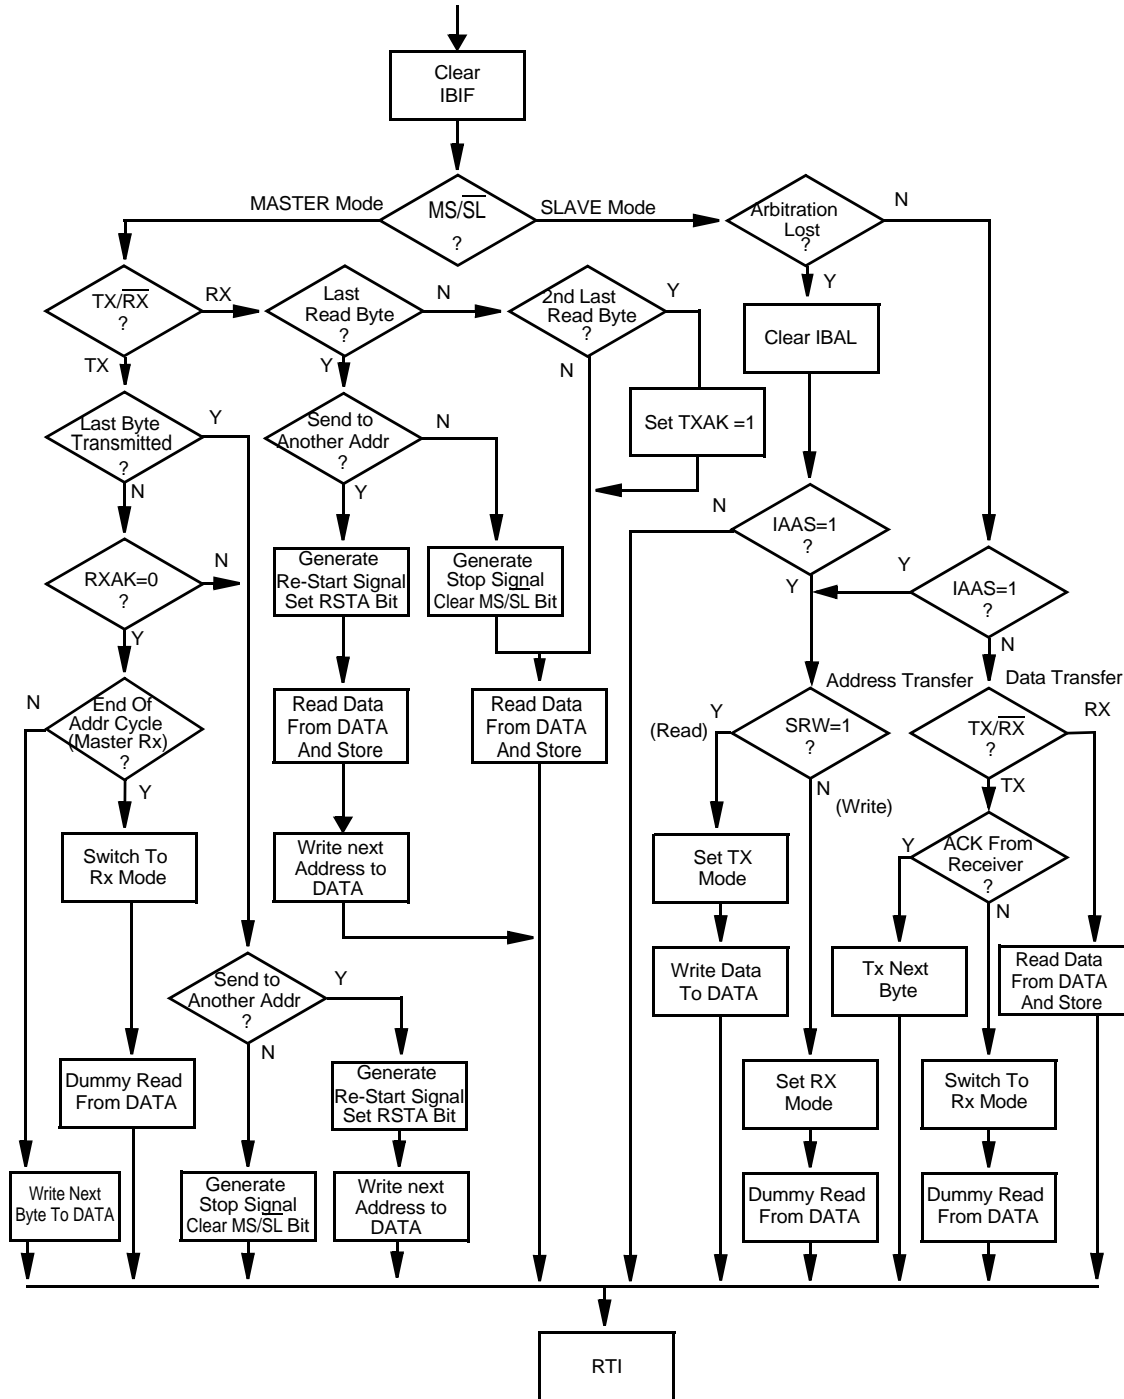 Clear
IBIF
MASTER Mode
MS/SL
?
SLAVE Mode
Arbitration
Lost
?
N
Y
TX/RX
?
RX
TX
Last
Read Byte
?
N
Y
2nd Last
Read Byte
?
Y
N
Clear IBAL
Set TXAK =1
Last Byte
Transmitted
?
Y
N
Send to
Another Addr
?
N
Y
IAAS=1
?
N
Y
RXAK=0
?
N
Y
Generate
Re-Start Signal
Set RSTA Bit
Generate
Stop Signal
Clear MS/SL Bit
IAAS=1
?
Y
N
End Of
Addr Cycle
(Master Rx)
?
N
Y
Read Data
From DATA
And Store
Read Data
From DATA
And Store
Address Transfer
Data Transfer
SRW=1
?
Y
(Read)
N
(Write)
TX/RX
?
RX
TX
Switch To
Rx Mode
Write next
Address to
DATA
Set TX
Mode
ACK From
Receiver
?
Y
N
Send to
Another Addr
?
Y
N
Write Data
To DATA
Tx Next
Byte
Read Data
From DATA
And Store
Dummy Read
From DATA
Generate
Re-Start Signal
Set RSTA Bit
Set RX
Mode
Switch To
Rx Mode
Write Next
Byte To DATA
Generate
Stop Signal
Clear MS/SL Bit
Write next
Address to
DATA
Dummy Read
From DATA
Dummy Read
From DATA
RTI